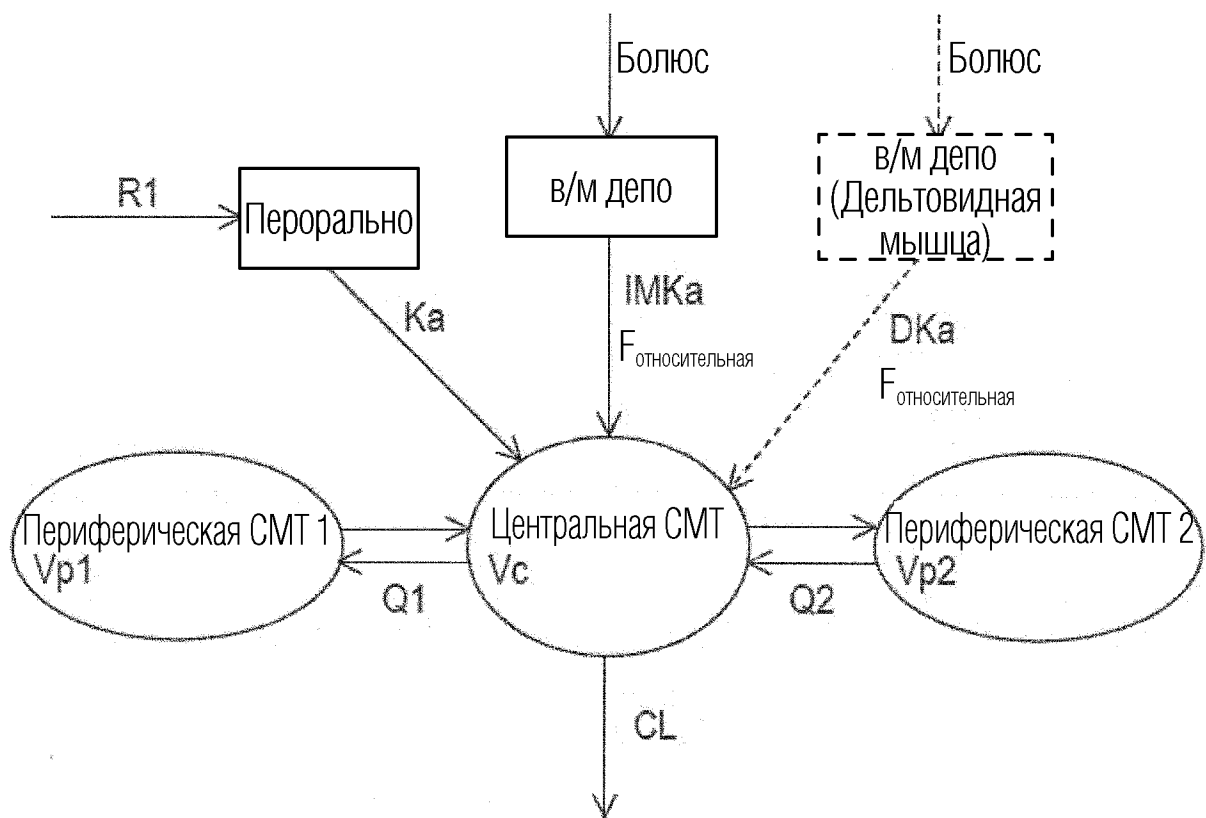 Болюс
Болюс
R1
Перорально
в/м депо
в/м депо
(Дельтовидная
мышца)
Ka
IMKa
Fотносительная
DKa
Fотносительная
Периферическая СМТ 1
Vp1
Центральная СМТ
Vc
Периферическая СМТ 2
Vp2
Q1
Q2
CL